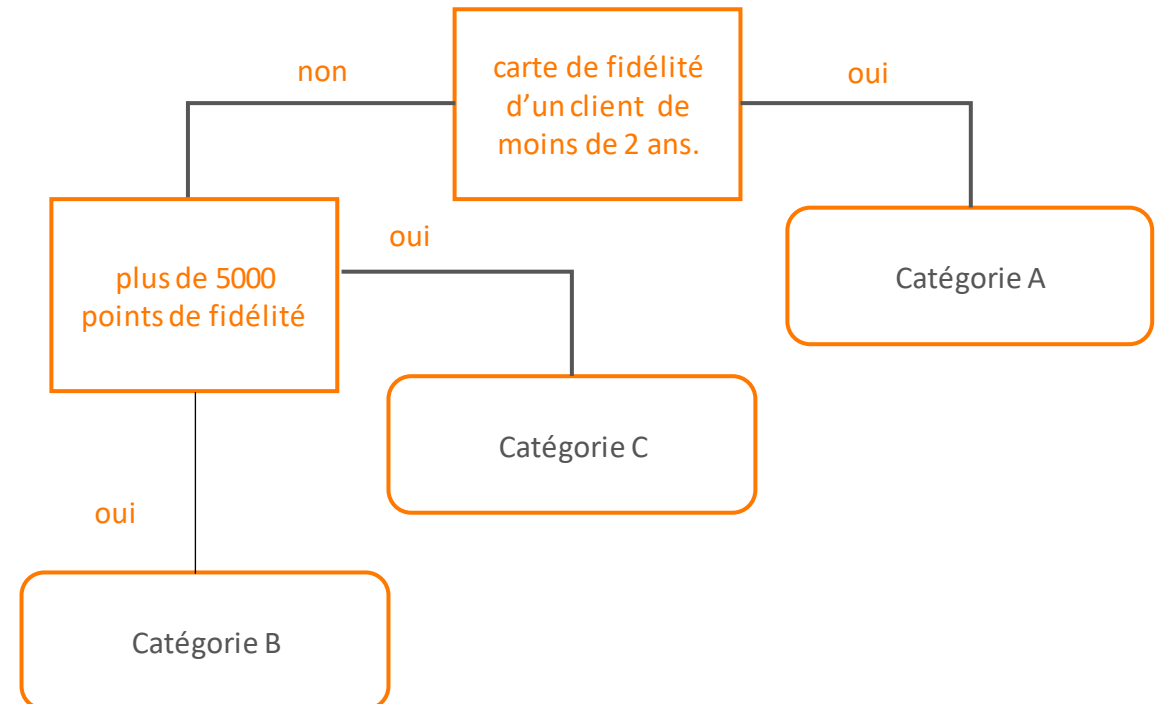 non
carte de fidélité
d'un client de
moins de 2 ans.
oui
plus de 5000
points de fidélité
oui
Catégorie A
Catégorie C
oui
Catégorie B